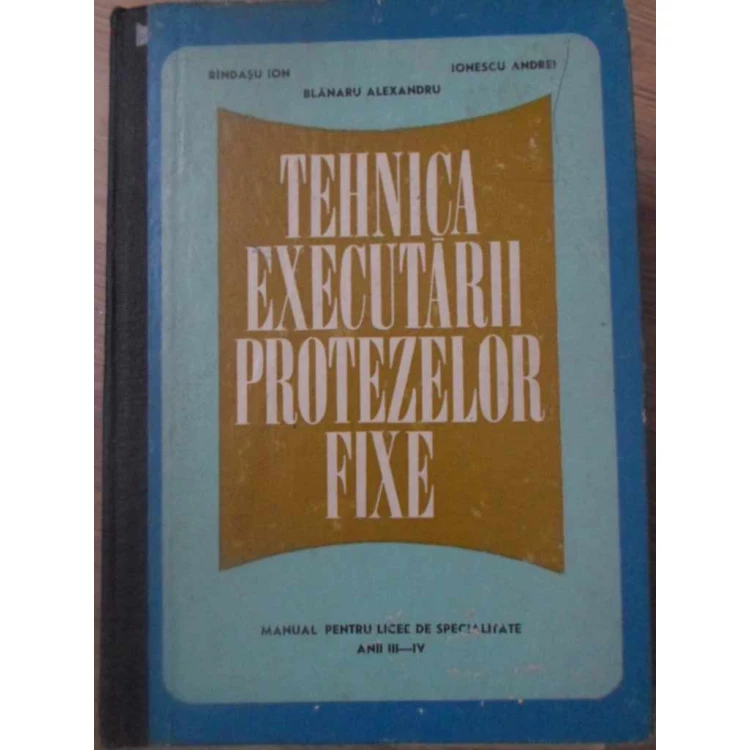 RÎNDAȘU ION
IONESCU ANDREI
BLĂNARU ALEXANDRU
TEHNICA
EXECUTĂRII
PROTEZELOR
FIXE
MANUAL PENTRU LICEE DE SPECIALITATE
ANII III—IV